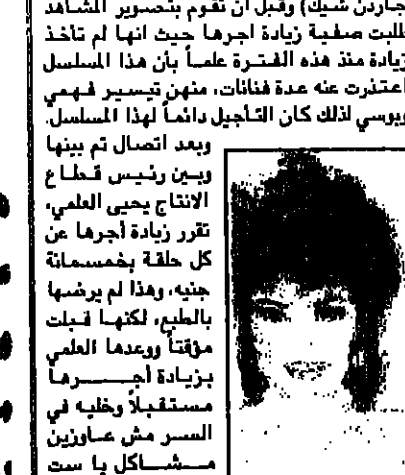 جاردن شيك) وقبل ان تقوم بتصوير المشاهد
طلبت صفية زيادة اجرها حيث انها لم تأخذ
زيادة منذ هذه الفترة علماً بأن هذا المسلسل
اعتذرت عنه عدة فنانات، منهن تيسير فهمي
وبوسي لذلك كان التأجيل دائماً لهذا المسلسل.
وبعد اتصال تم بينها
وبين رئيس قطاع
الانتاج يحيى العلمي،
تقرر زيادة أجرها عن
كل حلقة بخمسمائة
جنيه، وهذا لم يرضها
بالطبع، لكنها قبلت
مؤقتاً ووعدها العلمي
بزيادة أجرها
مستقبلاً وخليه في
السر مش عاوزين
مشاكل يا ست